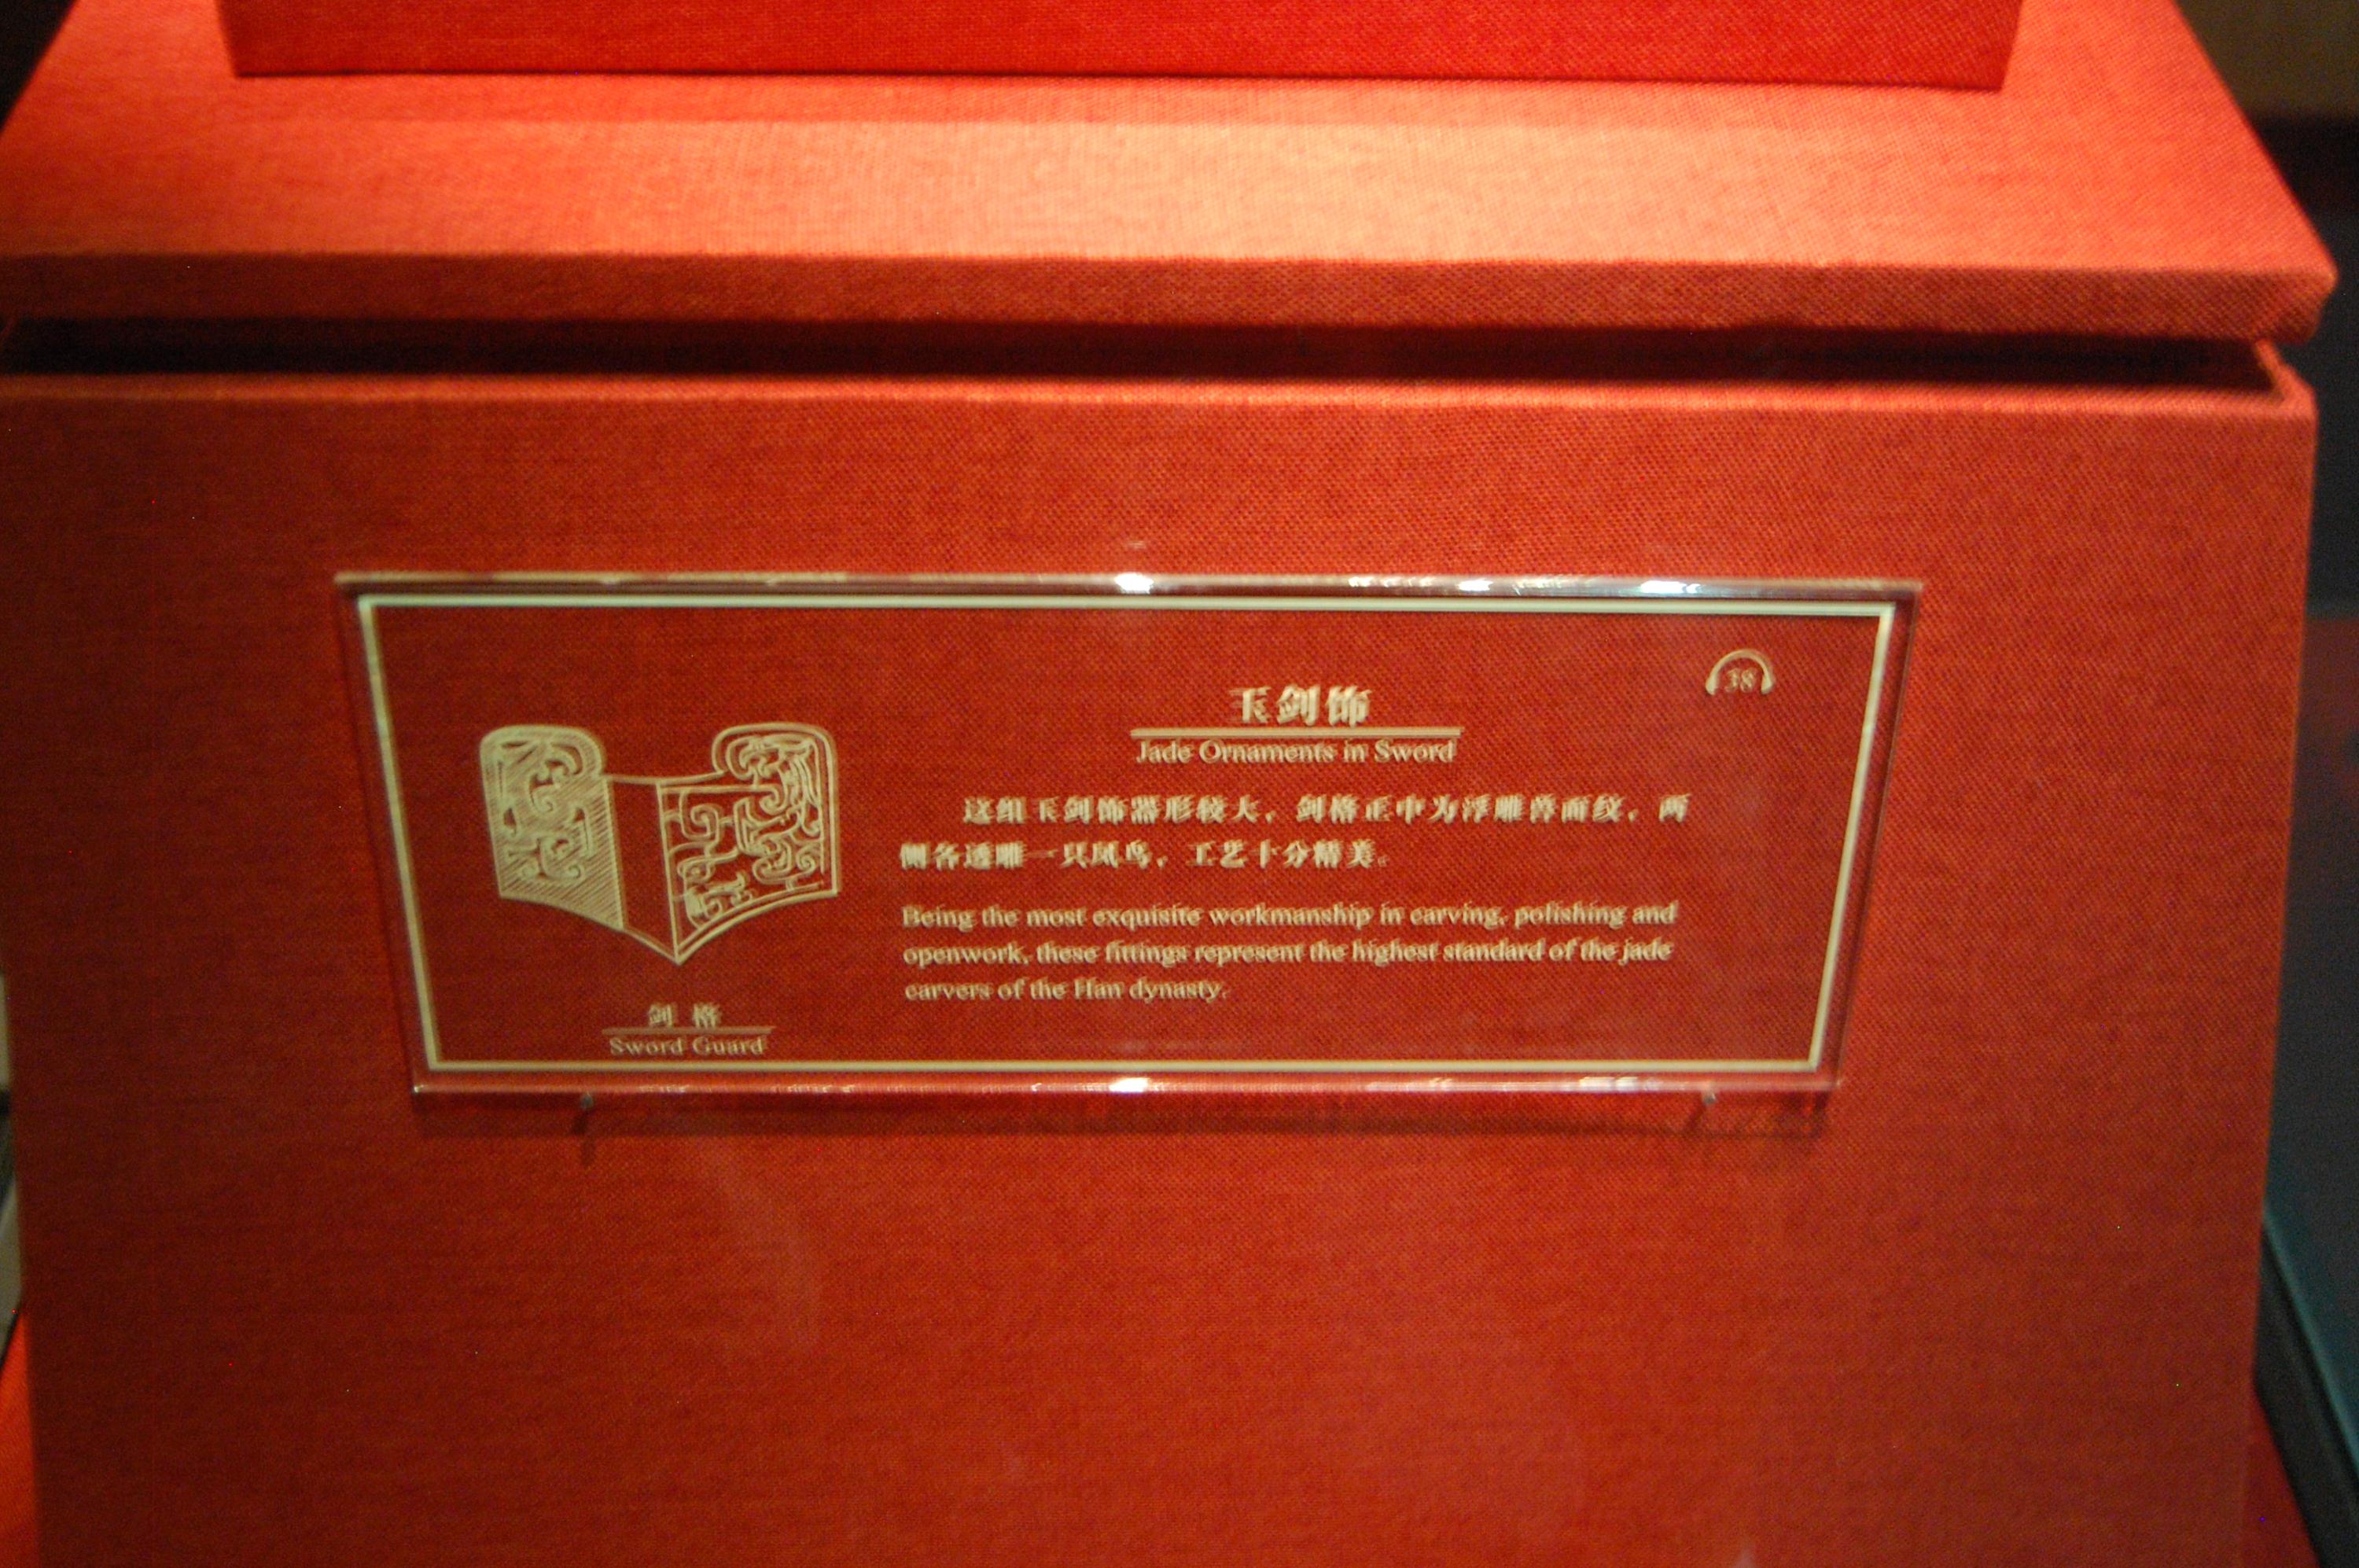 38
玉剑饰
Jade Ornaments in Sword
这组玉剑饰器形较大，剑格正中为浮雕兽面纹，两
侧各透雕一只凤鸟，工艺十分精美。
Being the most exquisite workmanship in carving, polishing and
openwork, these fittings represent the highest standard of the jade
carvers of the Han dynasty.
剑 格
Sword Guard